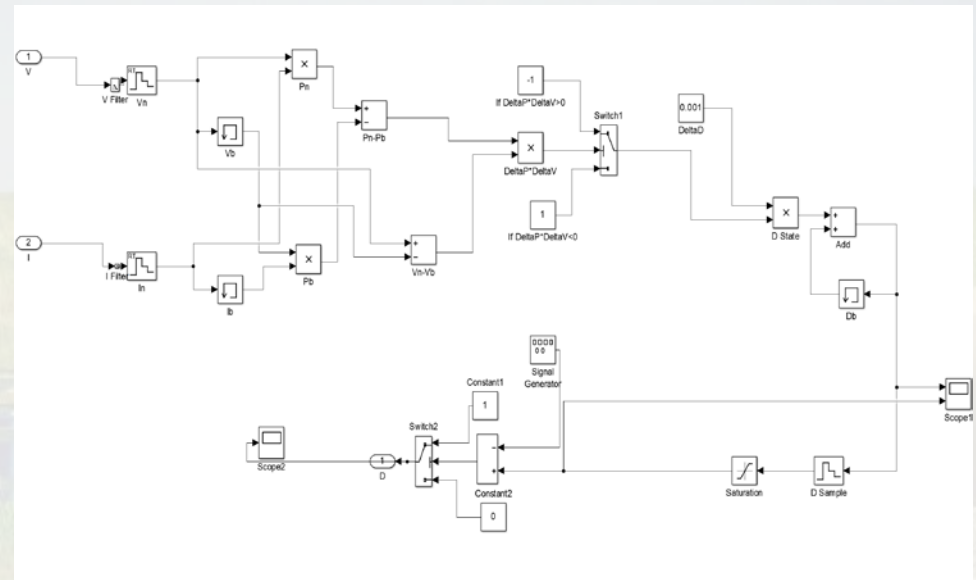 1
V
V Filter
RT
Vn
×
Pn
Vb
+
−
Pn-Pb
-1
If DeltaP*DeltaV>0
Switch1
0.001
DeltaD
×
DeltaP*DeltaV
1
If DeltaP*DeltaV<0
2
I
I Filter
RT
In
Ib
×
Pb
+
−
Vn-Vb
×
D State
+
+
Add
Db
Signal
Generator
Constant1
1
Switch2
Scope2
1
D
−
+
Constant2
0
Saturation
D Sample
Scope1